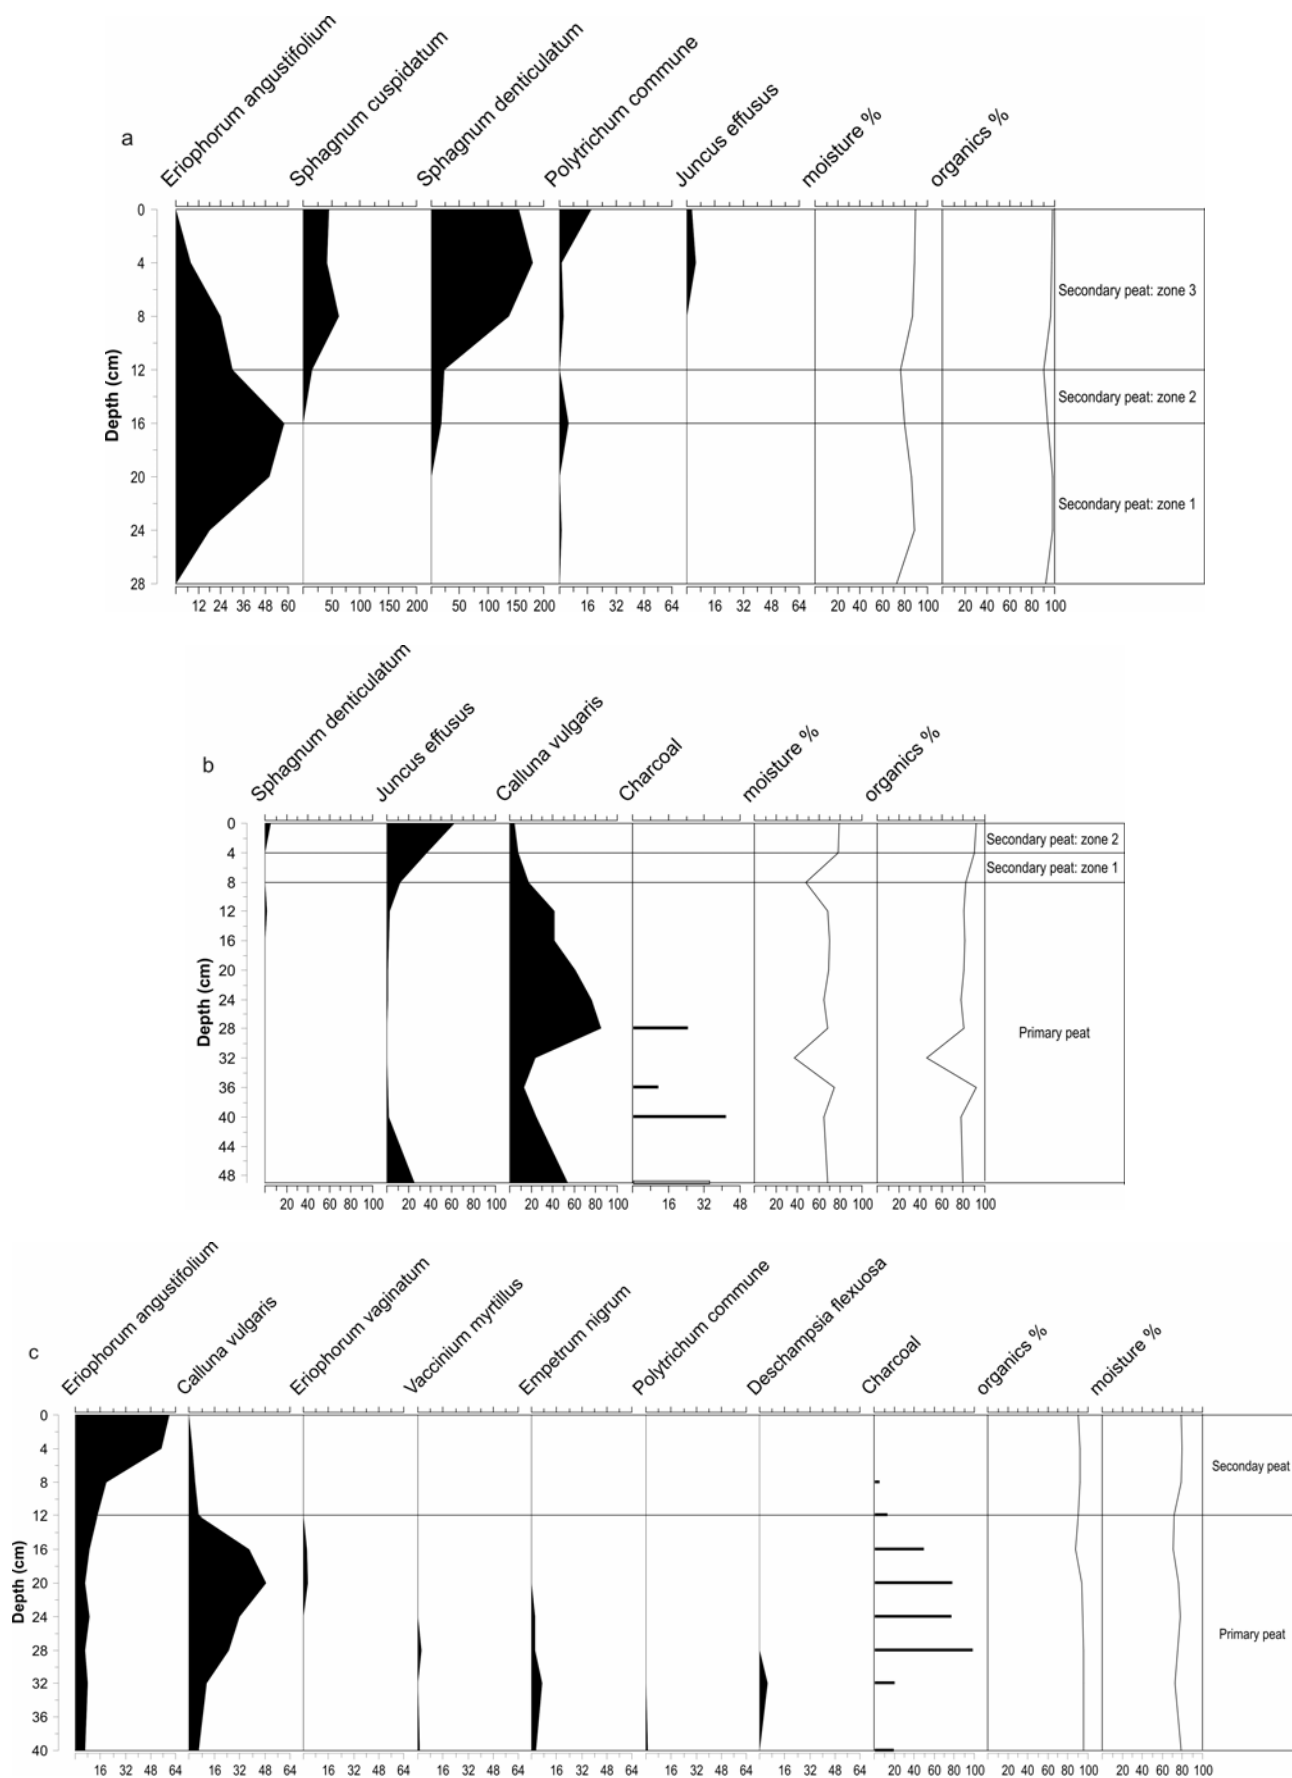 a
Eriophorum angustifolium
Sphagnum cuspidatum
Sphagnum denticulatum
Polytrichum commune
Juncus effusus
moisture %
organics %
Depth (cm)
0
4
8
12
16
20
24
28
Secondary peat: zone 3
Secondary peat: zone 2
Secondary peat: zone 1
12 24 36 48 60 50 100 150 200 50 100 150 200 16 32 48 64 16 32 48 64 20 40 60 80 100 20 40 60 80 100
b
Sphagnum denticulatum
Juncus effusus
Calluna vulgaris
Charcoal
moisture %
organics %
Depth (cm)
0
4
8
12
16
20
24
28
32
36
40
44
48
Secondary peat: zone 2
Secondary peat: zone 1
Primary peat
20 40 60 80 100 20 40 60 80 100 20 40 60 80 100 16 32 48 20 40 60 80 100 20 40 60 80 100
c
Eriophorum angustifolium
Calluna vulgaris
Eriophorum vaginatum
Vaccinium myrtillus
Empetrum nigrum
Polytrichum commune
Deschampsia flexuosa
Charcoal
organics %
moisture %
Depth (cm)
0
4
8
12
16
20
24
28
32
36
40
Seconday peat
Primary peat
16 32 48 64 16 32 48 64 16 32 48 64 16 32 48 64 16 32 48 64 16 32 48 64 16 32 48 64 20 40 60 80 100 20 40 60 80 100 20 40 60 80 100